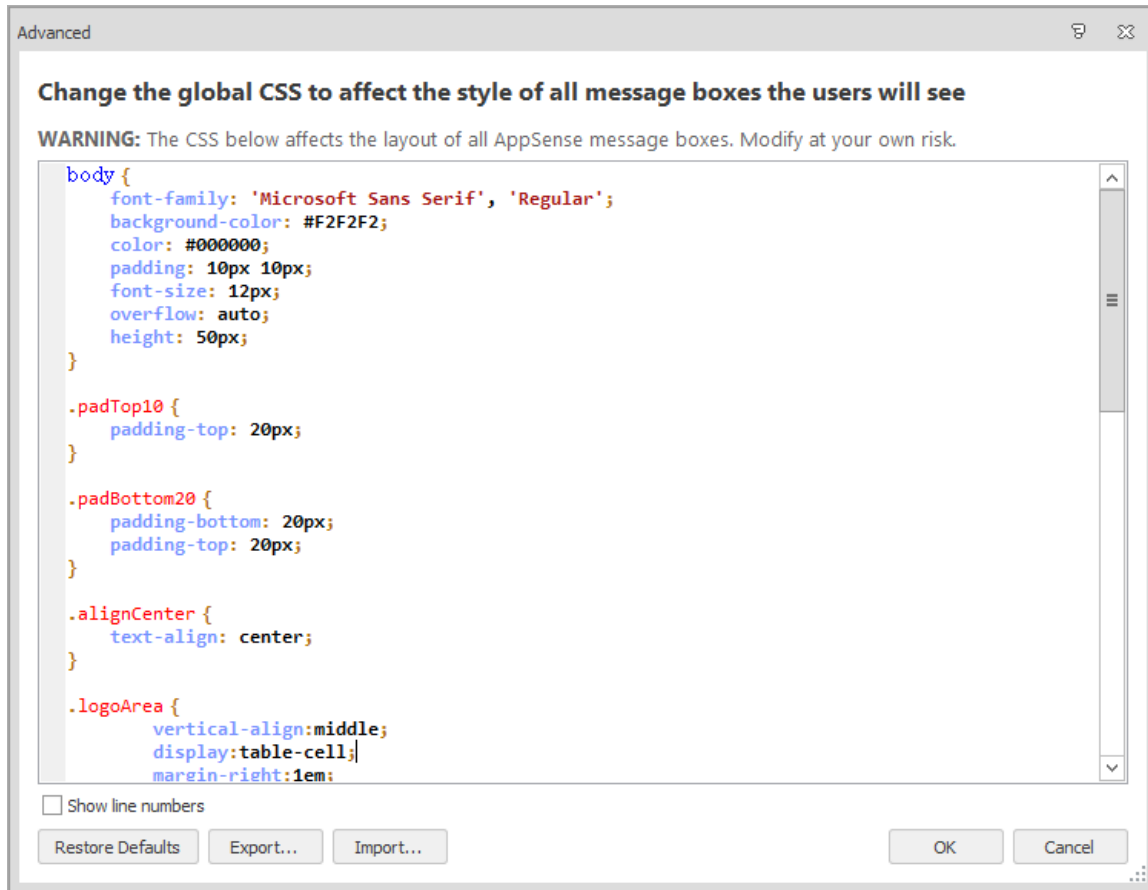 Advanced
Change the global CSS to affect the style of all message boxes the users will see
WARNING: The CSS below affects the layout of all AppSense message boxes. Modify at your own risk.
body {
    font-family: 'Microsoft Sans Serif', 'Regular';
    background-color: #F2F2F2;
    color: #000000;
    padding: 10px 10px;
    font-size: 12px;
    overflow: auto;
    height: 50px;
}
.padTop10 {
    padding-top: 20px;
}
.padBottom20 {
    padding-bottom: 20px;
    padding-top: 20px;
}
.alignCenter {
    text-align: center;
}
.logoArea {
        vertical-align:middle;
        display:table-cell;
        margin-right:1em;
Show line numbers
Restore Defaults Export... Import... OK Cancel